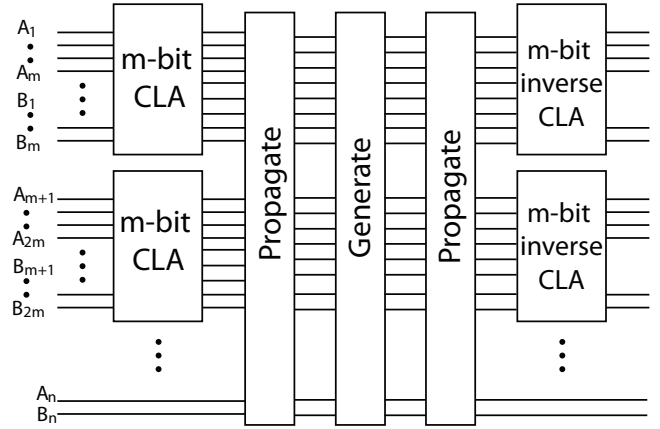 A1
Am
B1
Bm
m-bit
CLA
Am+1
A2m
Bm+1
B2m
m-bit
CLA
An
Bn
Propagate
Generate
Propagate
m-bit
inverse
CLA
m-bit
inverse
CLA